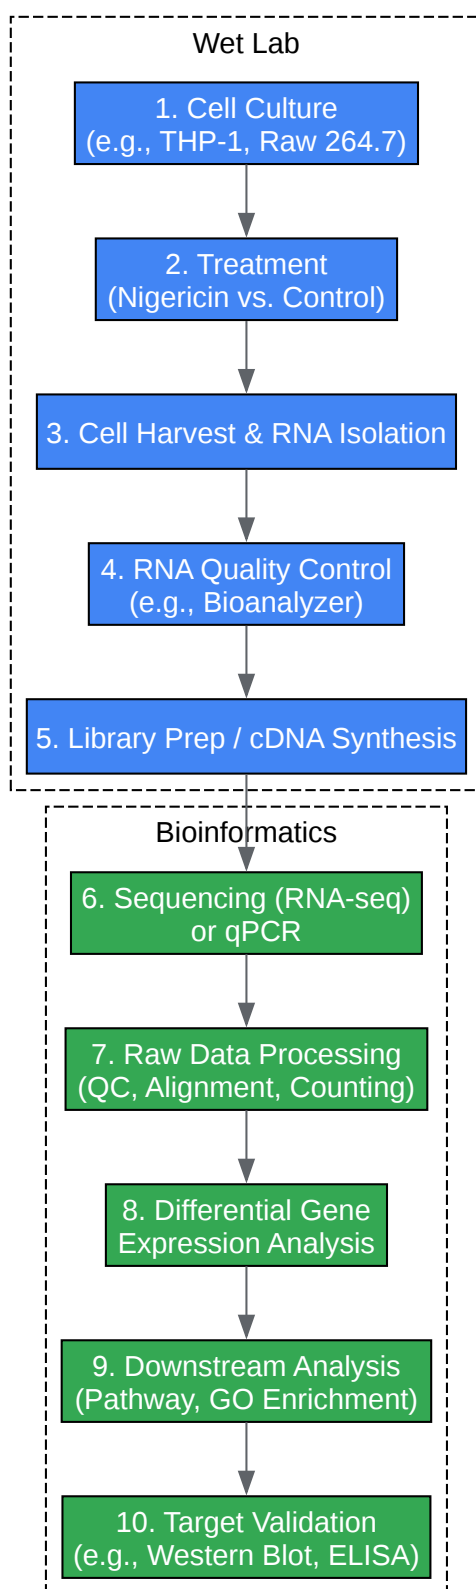 Wet Lab
1. Cell Culture
(e.g., THP-1, Raw 264.7)
2. Treatment
(Nigericin vs. Control)
3. Cell Harvest & RNA Isolation
4. RNA Quality Control
(e.g., Bioanalyzer)
5. Library Prep / cDNA Synthesis
Bioinformatics
6. Sequencing (RNA-seq)
or qPCR
7. Raw Data Processing
(QC, Alignment, Counting)
8. Differential Gene
Expression Analysis
9. Downstream Analysis
(Pathway, GO Enrichment)
10. Target Validation
(e.g., Western Blot, ELISA)